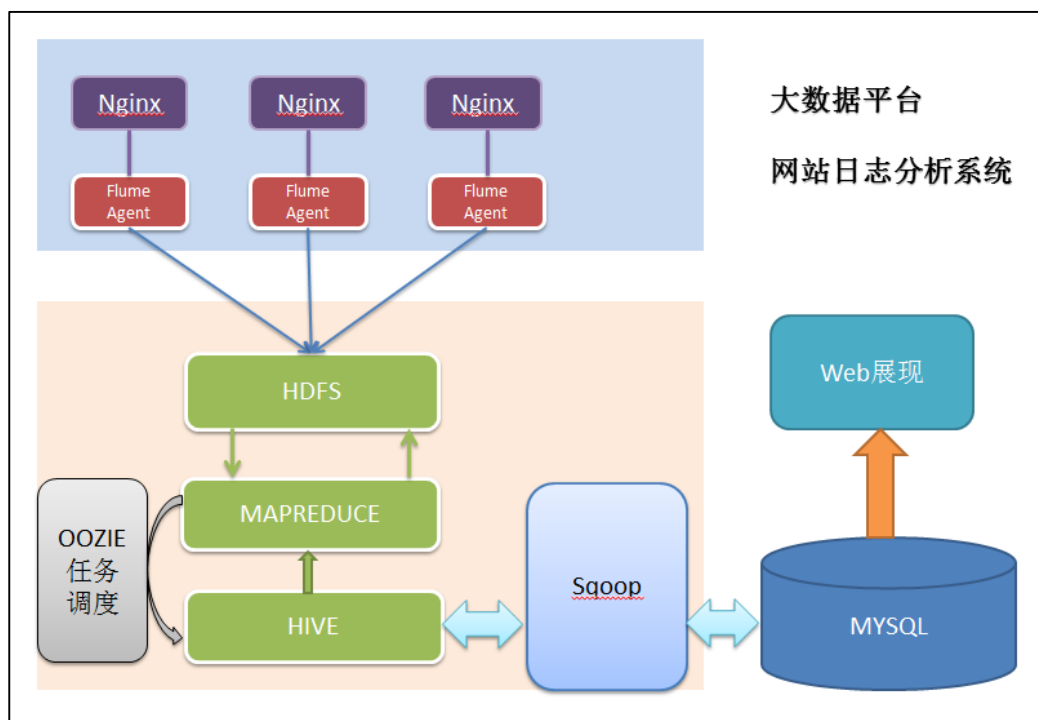 Nginx
Nginx
Nginx
大数据平台
网站日志分析系统
Flume
Agent
Flume
Agent
Flume
Agent
HDFS
Web展现
MAPREDUCE
OOZIE
任务
调度
Sqoop
HIVE
MYSQL